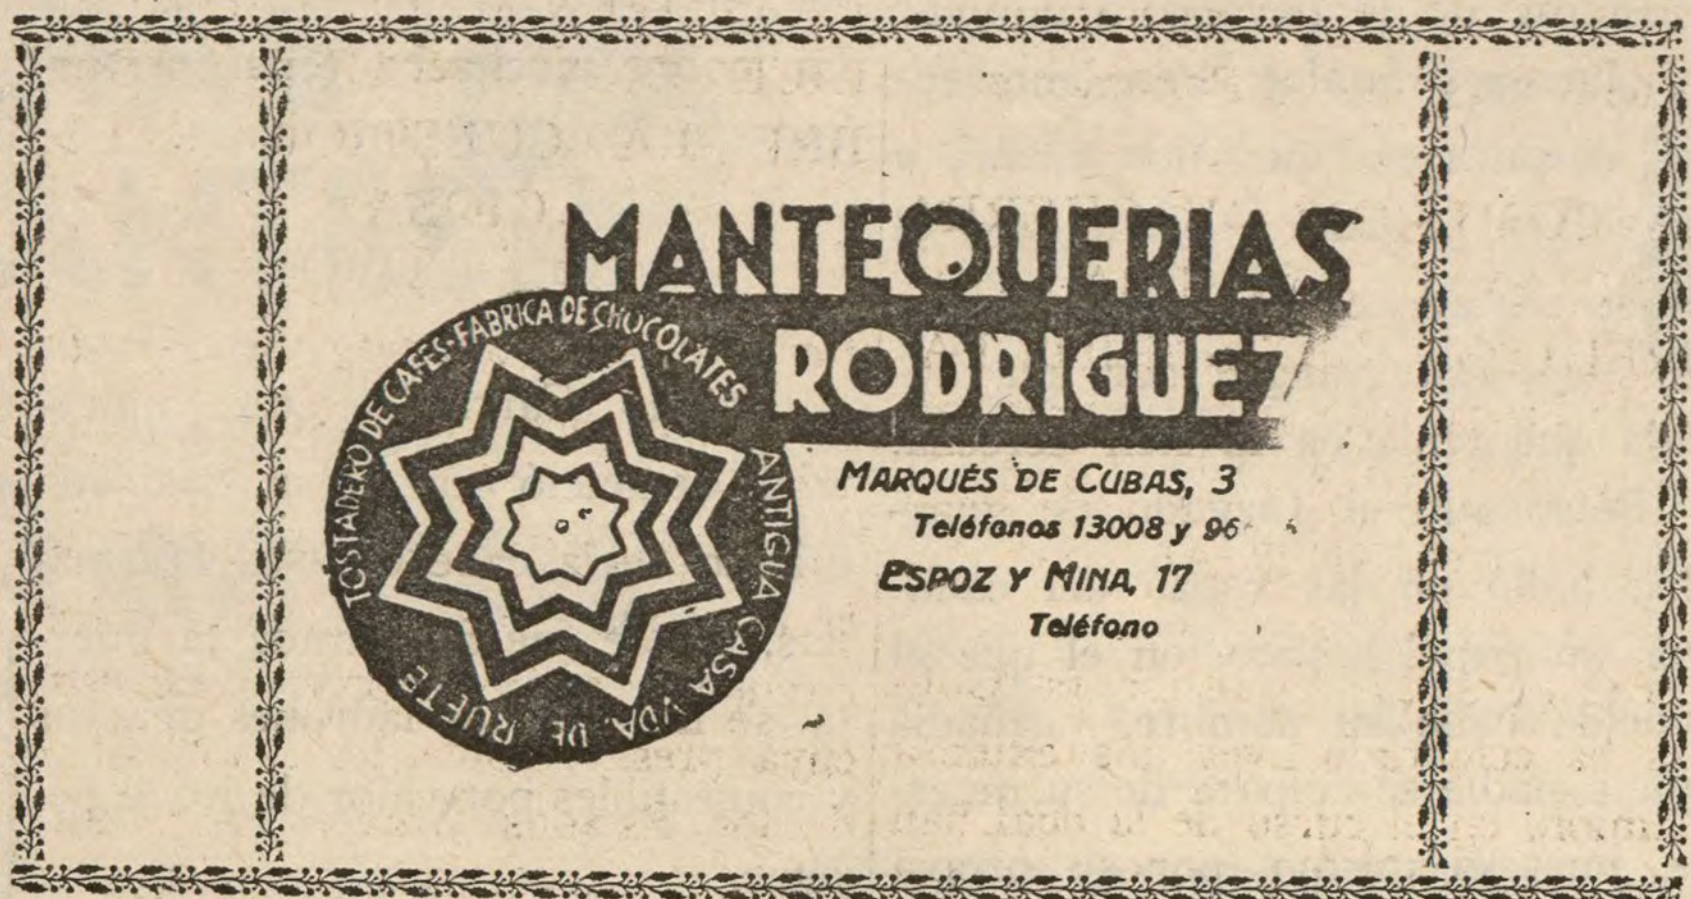 MANTEQUERIAS
RODRIGUEZ
TOSTADERO DE CAFES-FABRICA DE CHOCOLATES
ANTIGUA CASA VDA. DE RUETE
MARQUÉS DE CUBAS, 3
Teléfonos 13008 y 96
ESPOZ Y MINA, 17
Teléfono